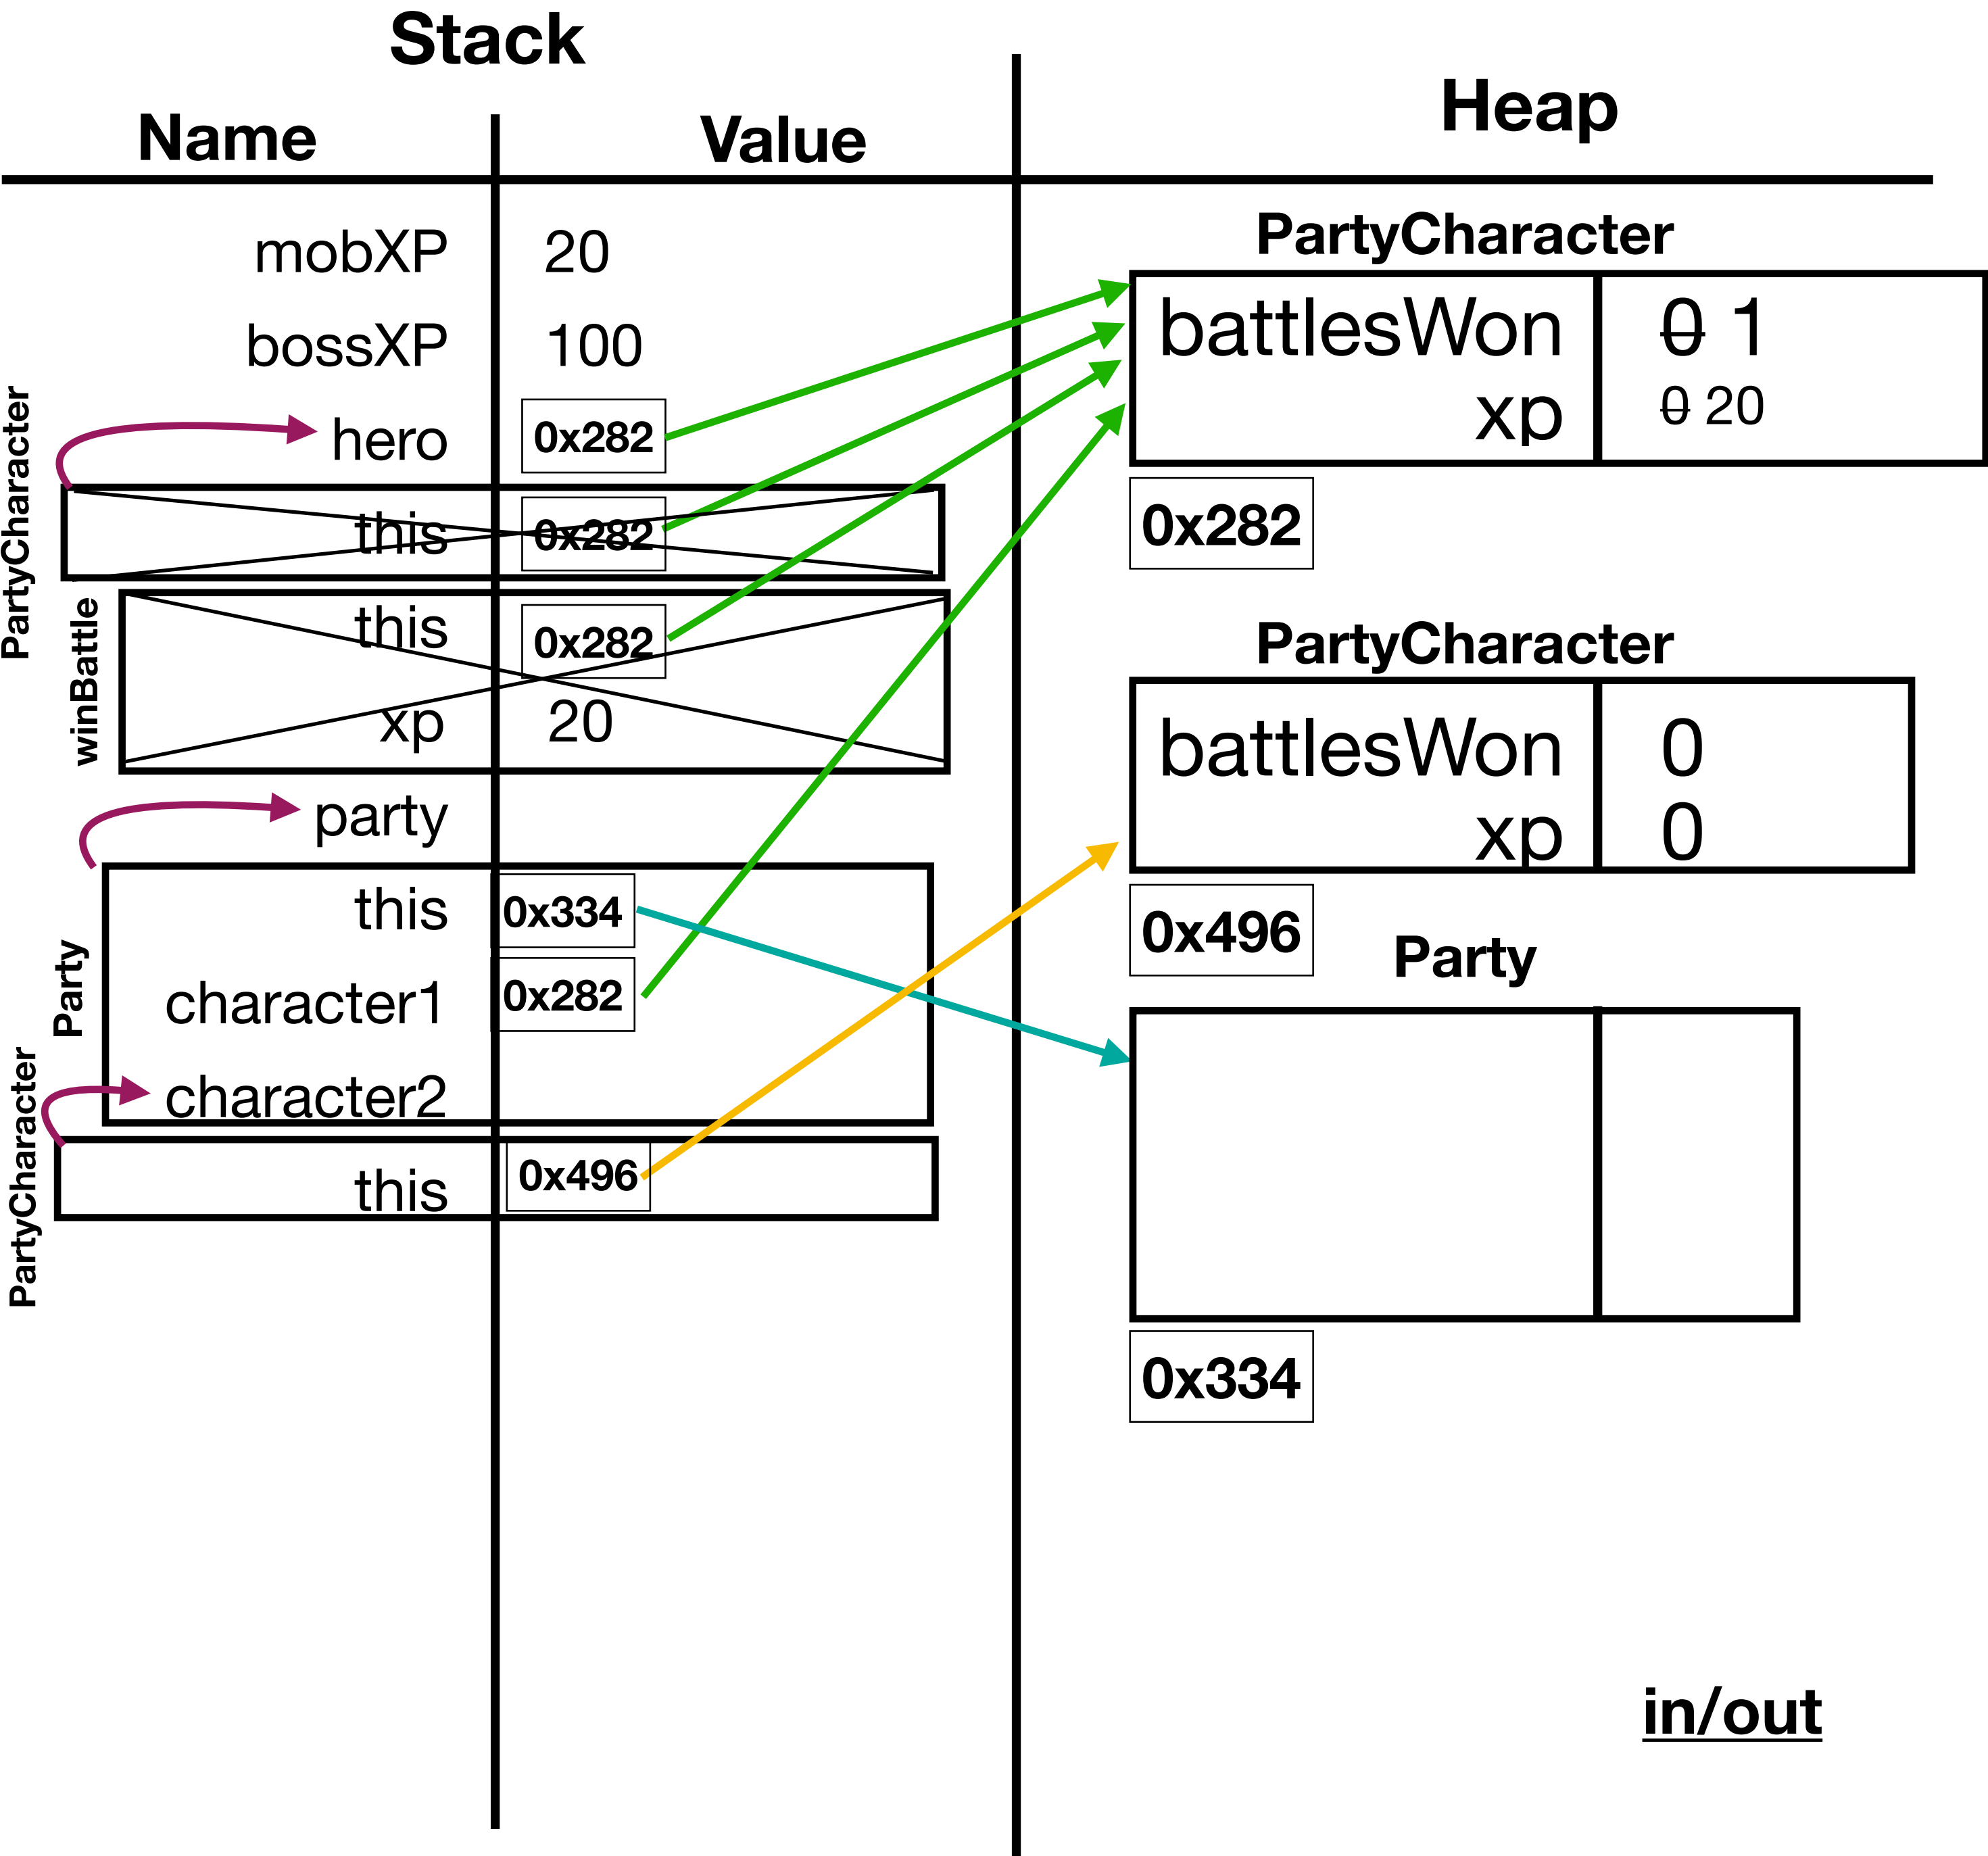 Stack
Heap
Name
Value
mobXP 20
bossXP 100
hero 0x282
PartyCharacter
this 0x282
winBattle
this 0x282
xp 20
party
Party
this 0x334
character1 0x282
character2
PartyCharacter
this 0x496
PartyCharacter
battlesWon 0 1
xp 0 20
0x282
PartyCharacter
battlesWon 0
xp 0
0x496
Party
0x334
in/out